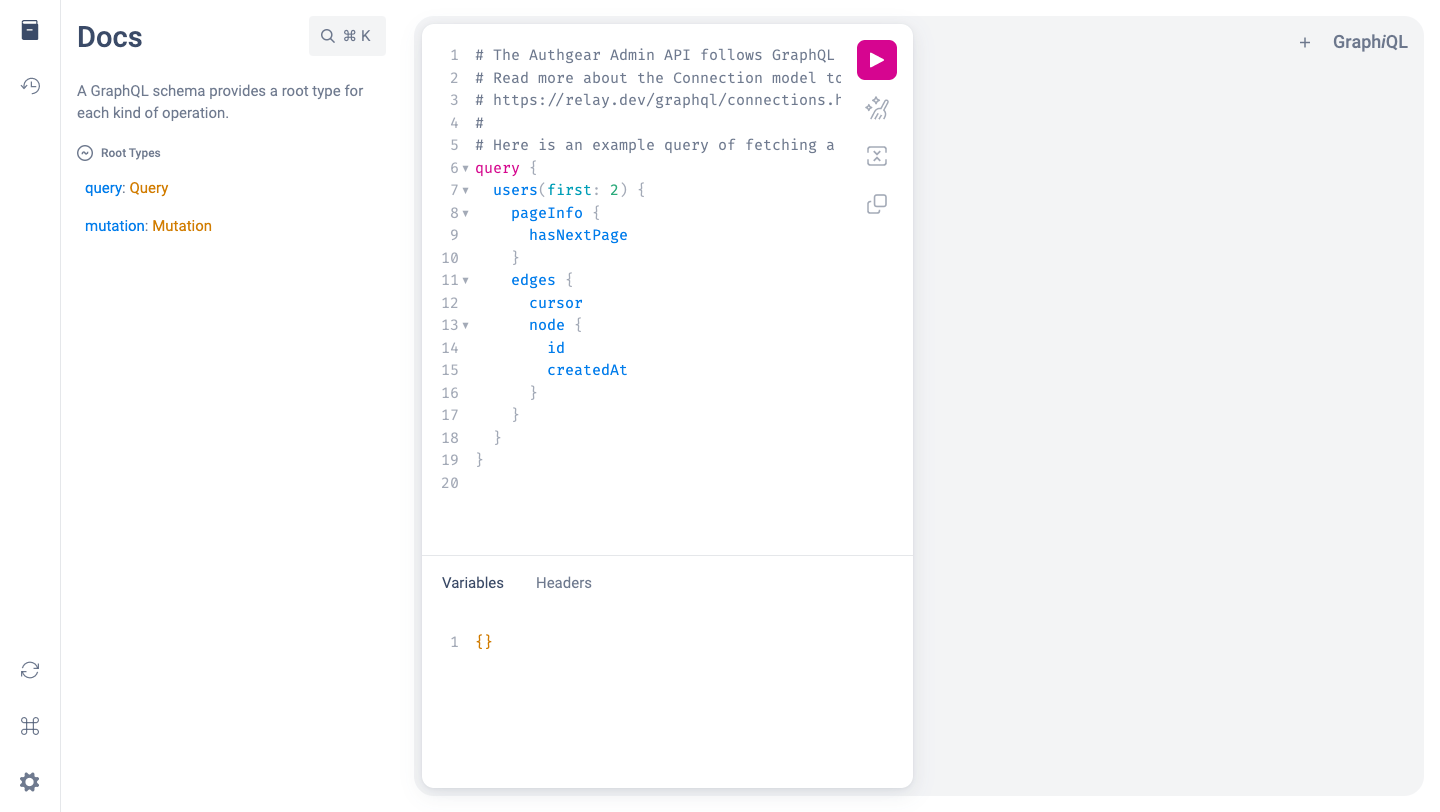 Docs
⌘ K
A GraphQL schema provides a root type for
each kind of operation.
Root Types
query: Query
mutation: Mutation
1 # The Authgear Admin API follows GraphQL
2 # Read more about the Connection model to
3 # https://relay.dev/graphql/connections.h
4 #
5 # Here is an example query of fetching a
6 query {
7 users(first: 2) {
8 pageInfo {
9 hasNextPage
10 }
11 edges {
12 cursor
13 node {
14 id
15 createdAt
16 }
17 }
18 }
19 }
20
Variables Headers
1 {}
+ GraphiQL